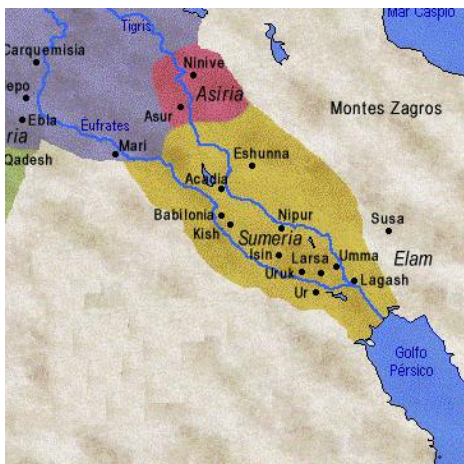 Mar Caspio
Tigris
Carquemisia
Ninive
Asiria
epo
Asur
Montes Zagros
Ebla
Éufrates
ria
Mari
Eshunna
Qadesh
Acadia
Babilonia
Nipur
Susa
Kish
Sumeria
Elam
Isin
Larsa
Umma
Uruk
Lagash
Ur
Golfo
Pérsico